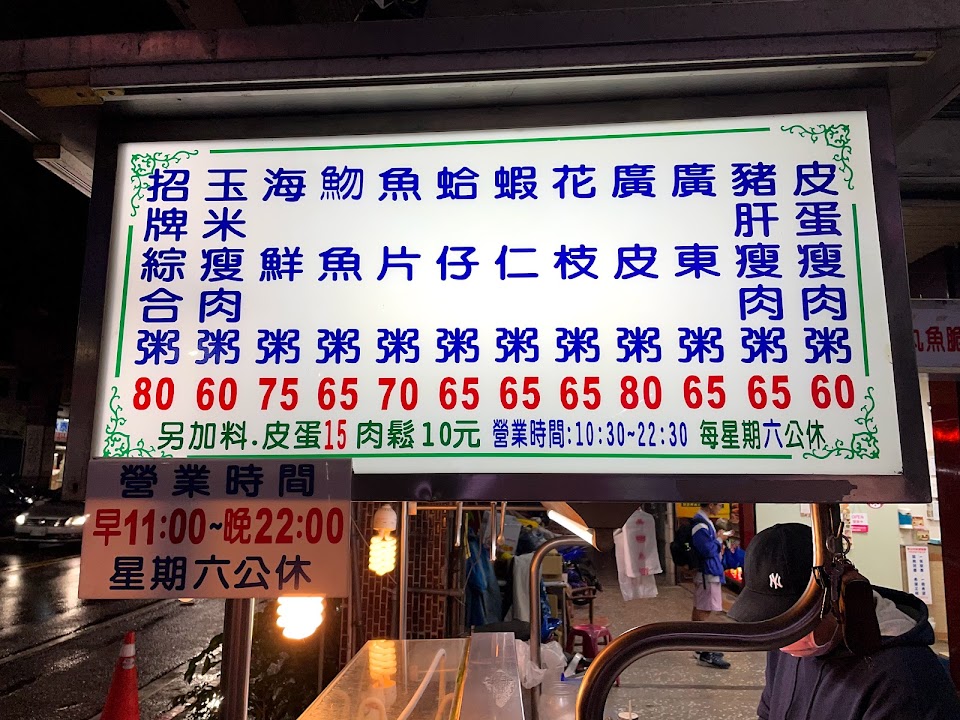 皮蛋瘦肉粥 60
豬肝瘦肉粥 65
廣東粥 65
廣皮粥 80
花枝粥 65
蝦仁粥 65
蛤仔粥 65
魚片粥 70
魩魚粥 65
海鮮粥 75
玉米瘦肉粥 60
招牌綜合粥 80
另加料.皮蛋15 肉鬆10元 營業時間:10:30~22:30 每星期六公休
營業時間
早11:00~晚22:00
星期六公休
魚脆
NY